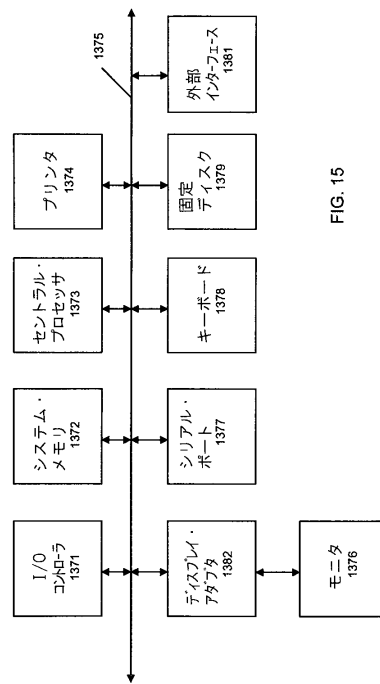 I/O
コントローラ
1371
システム・
メモリ
1372
セントラル・
プロセッサ
1373
プリンタ
1374
1375
ディスプレイ・
アダプタ
1382
シリアル・
ポート
1377
キーボード
1378
固定
ディスク
1379
外部
インターフェース
1381
モニタ
1376
FIG. 15